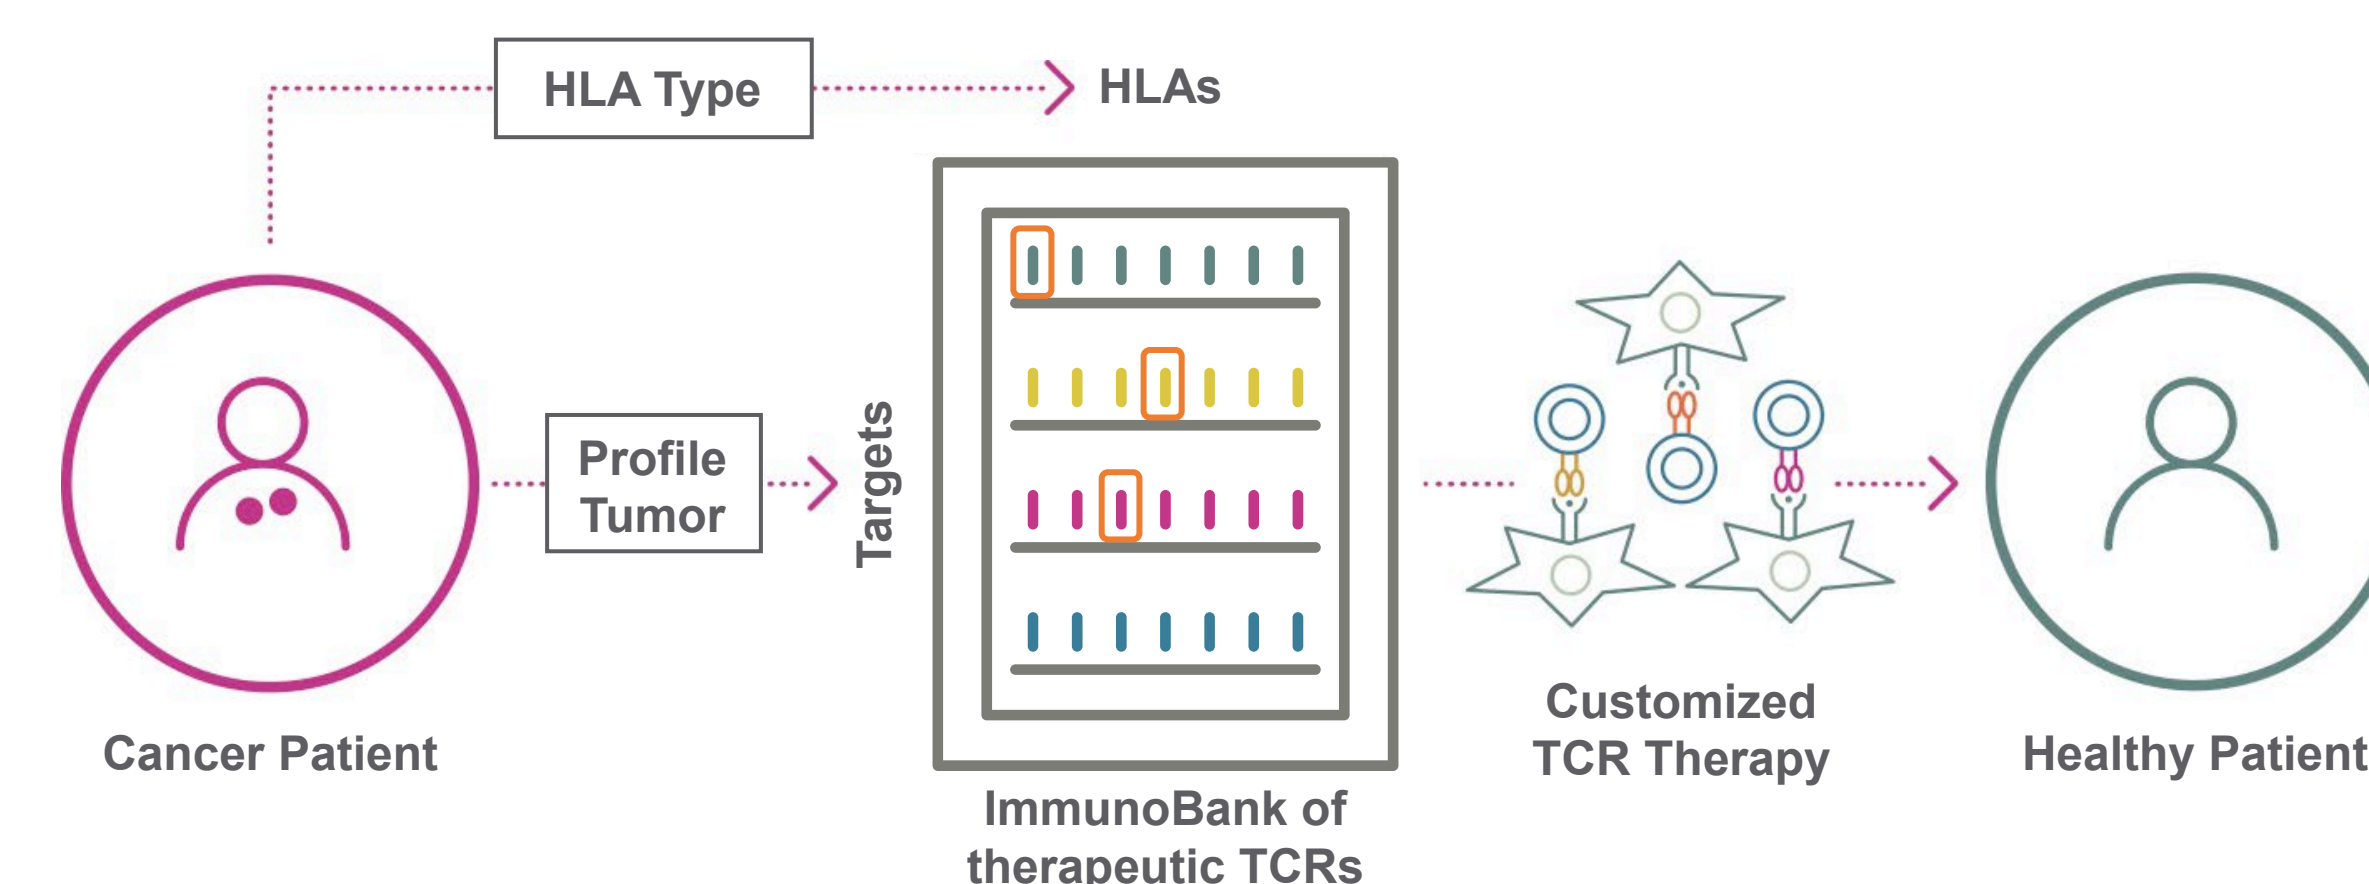 HLA Type
HLAs
Profile
Tumor
Targets
Cancer Patient
ImmunoBank of
therapeutic TCRs
Customized
TCR Therapy
Healthy Patient